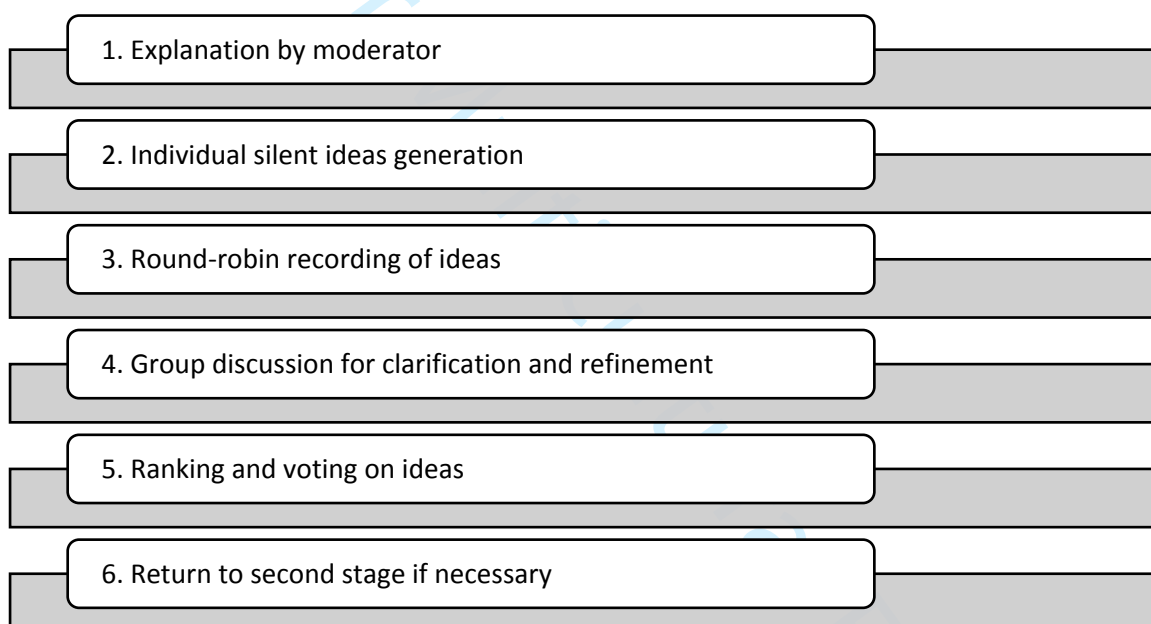 1. Explanation by moderator
2. Individual silent ideas generation
3. Round-robin recording of ideas
4. Group discussion for clarification and refinement
5. Ranking and voting on ideas
6. Return to second stage if necessary